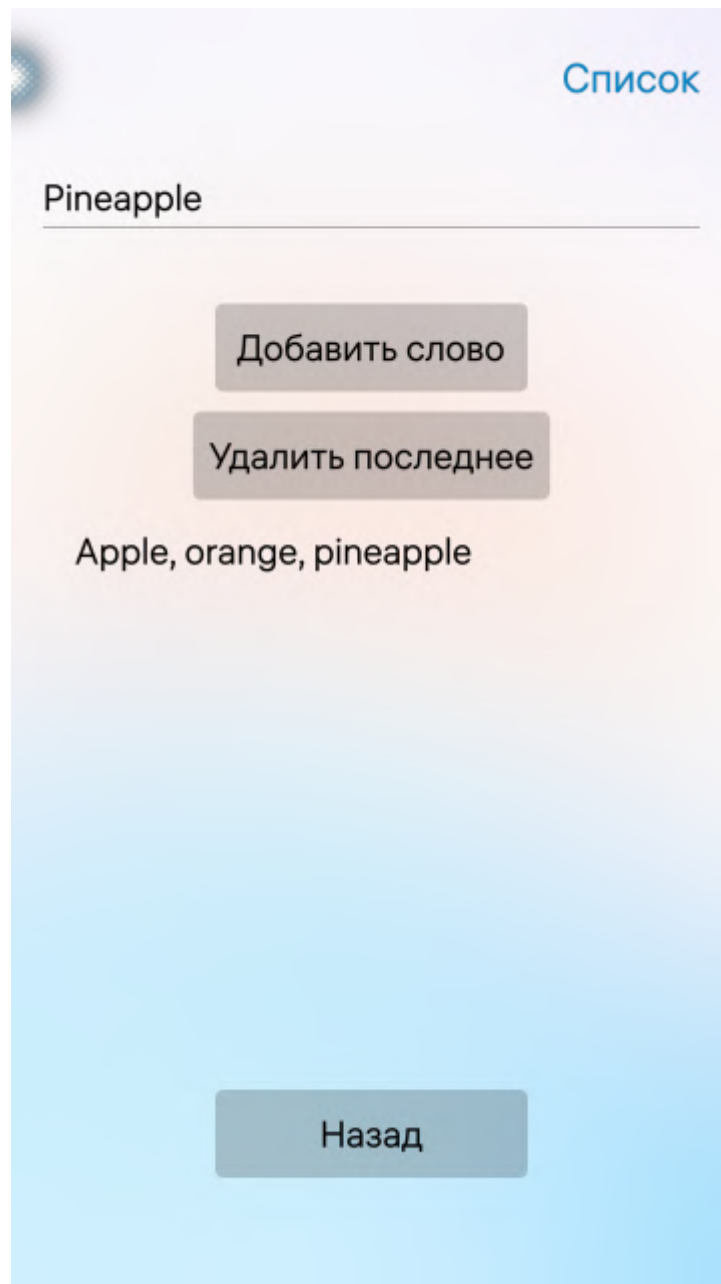 Список
Pineapple
Добавить слово
Удалить последнее
Apple, orange, pineapple
Назад